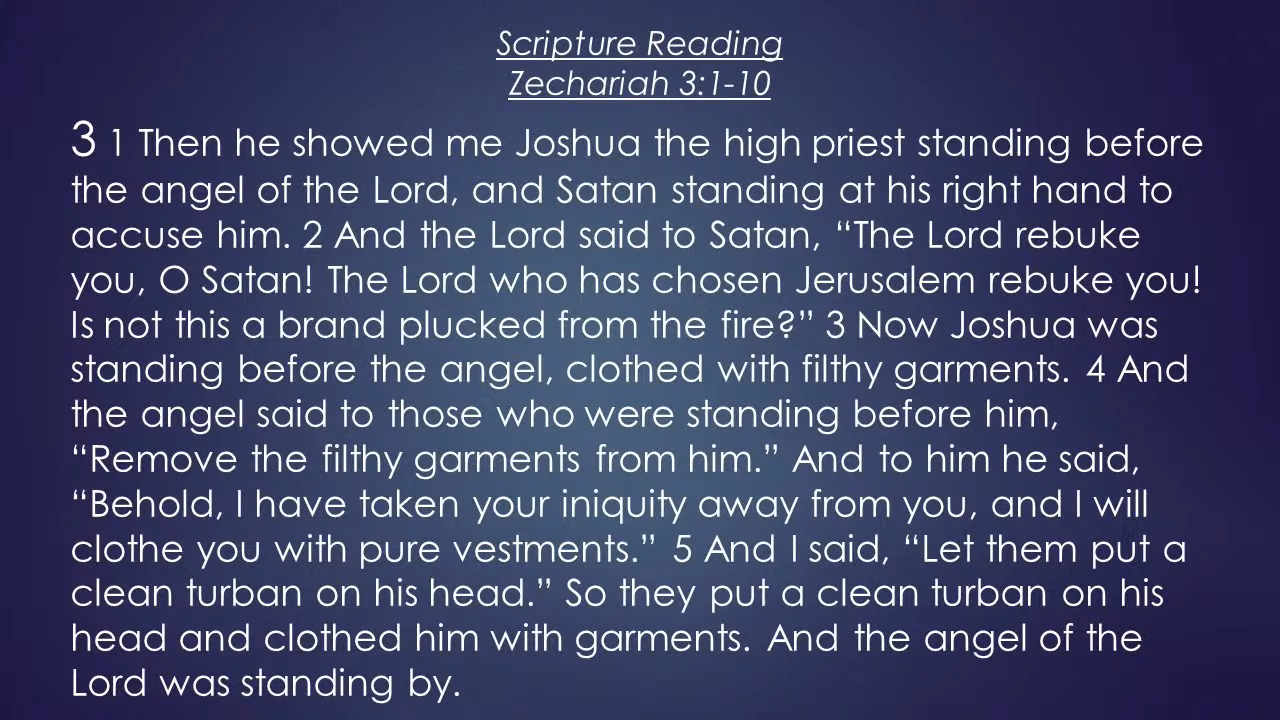 Scripture Reading
Zechariah 3:1-10
3 1 Then he showed me Joshua the high priest standing before
the angel of the Lord, and Satan standing at his right hand to
accuse him. 2 And the Lord said to Satan, “The Lord rebuke
you, O Satan! The Lord who has chosen Jerusalem rebuke you!
Is not this a brand plucked from the fire?” 3 Now Joshua was
standing before the angel, clothed with filthy garments. 4 And
the angel said to those who were standing before him,
“Remove the filthy garments from him.” And to him he said,
“Behold, I have taken your iniquity away from you, and I will
clothe you with pure vestments.” 5 And I said, “Let them put a
clean turban on his head.” So they put a clean turban on his
head and clothed him with garments. And the angel of the
Lord was standing by.